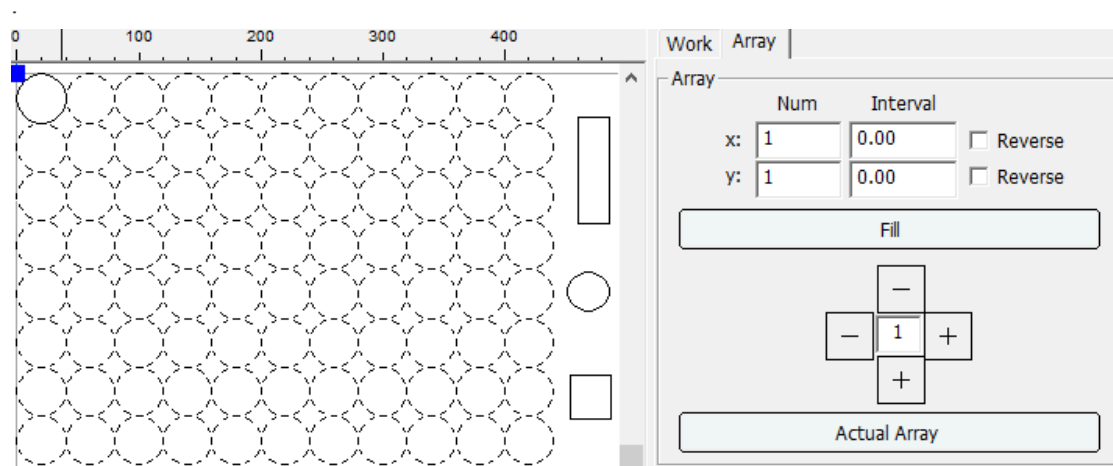 0 100 200 300 400
Work Array
Array
Num Interval
x: 1 0.00 Reverse
y: 1 0.00 Reverse
Fill
−
− 1 +
+
Actual Array